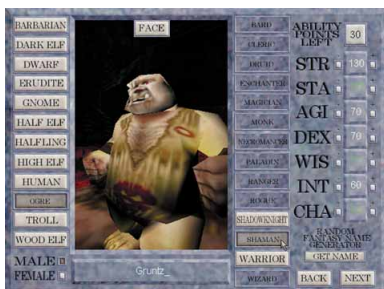 BARBARIAN
DARK ELF
DWARF
ERUDITE
GNOME
HALF ELF
HALFLING
HIGH ELF
HUMAN
OGRE
TROLL
WOOD ELF
MALE
FEMALE
FACE
Gruntz_
BARD
CLERIC
DRUID
ENCHANTER
MAGICIAN
MONK
NECROMANCER
PALADIN
RANGER
ROGUE
SHADOWKNIGHT
SHAMAN
WARRIOR
WIZARD
ABILITY
POINTS
LEFT 30
STR 130
STA
AGI 70
DEX 70
WIS
INT 60
CHA
RANDOM
FANTASY NAME
GENERATOR
GET NAME
BACK NEXT